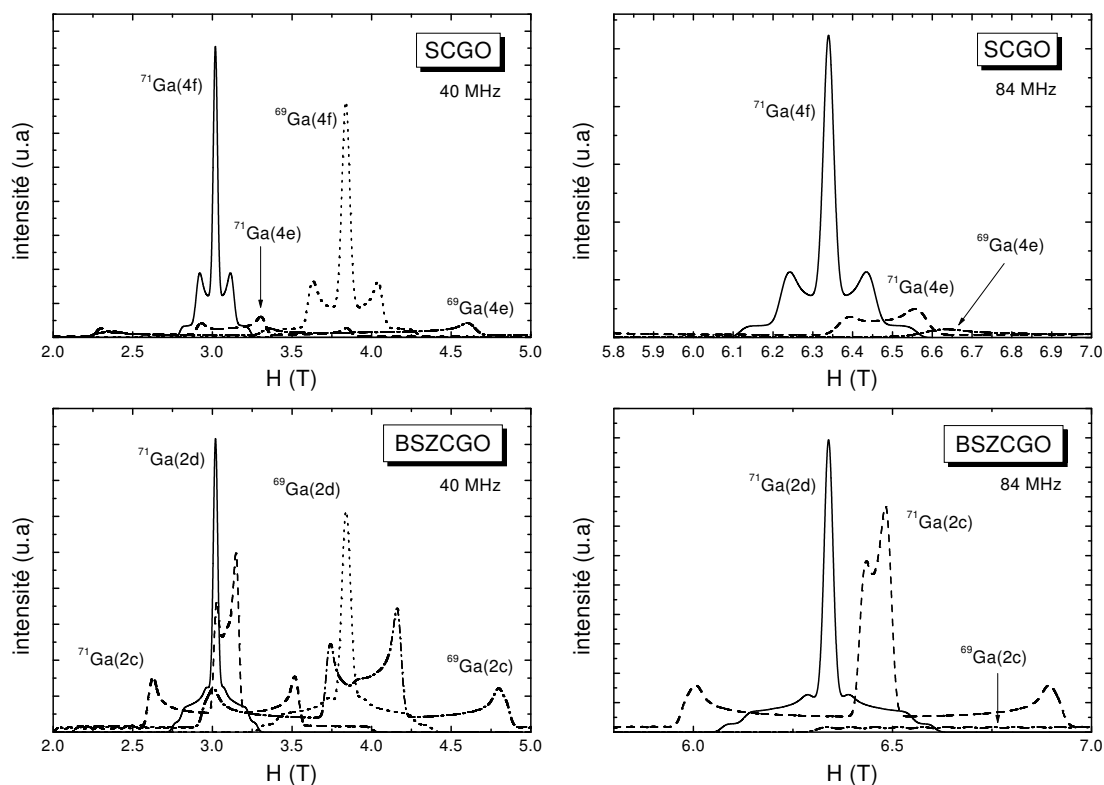 SCGO
40 MHz
⁷¹Ga(4f)
⁶⁹Ga(4f)
⁷¹Ga(4e)
⁶⁹Ga(4e)
intensité (u.a)
2.0 2.5 3.0 3.5 4.0 4.5 5.0
H (T)
SCGO
84 MHz
⁷¹Ga(4f)
⁶⁹Ga(4e)
⁷¹Ga(4e)
intensité (u.a)
5.8 5.9 6.0 6.1 6.2 6.3 6.4 6.5 6.6 6.7 6.8 6.9 7.0
H (T)
BSZCGO
40 MHz
⁷¹Ga(2d)
⁶⁹Ga(2d)
⁷¹Ga(2c)
⁶⁹Ga(2c)
intensité (u.a)
2.0 2.5 3.0 3.5 4.0 4.5 5.0
H (T)
BSZCGO
84 MHz
⁷¹Ga(2d)
⁷¹Ga(2c)
⁶⁹Ga(2c)
intensité (u.a)
6.0 6.5 7.0
H (T)